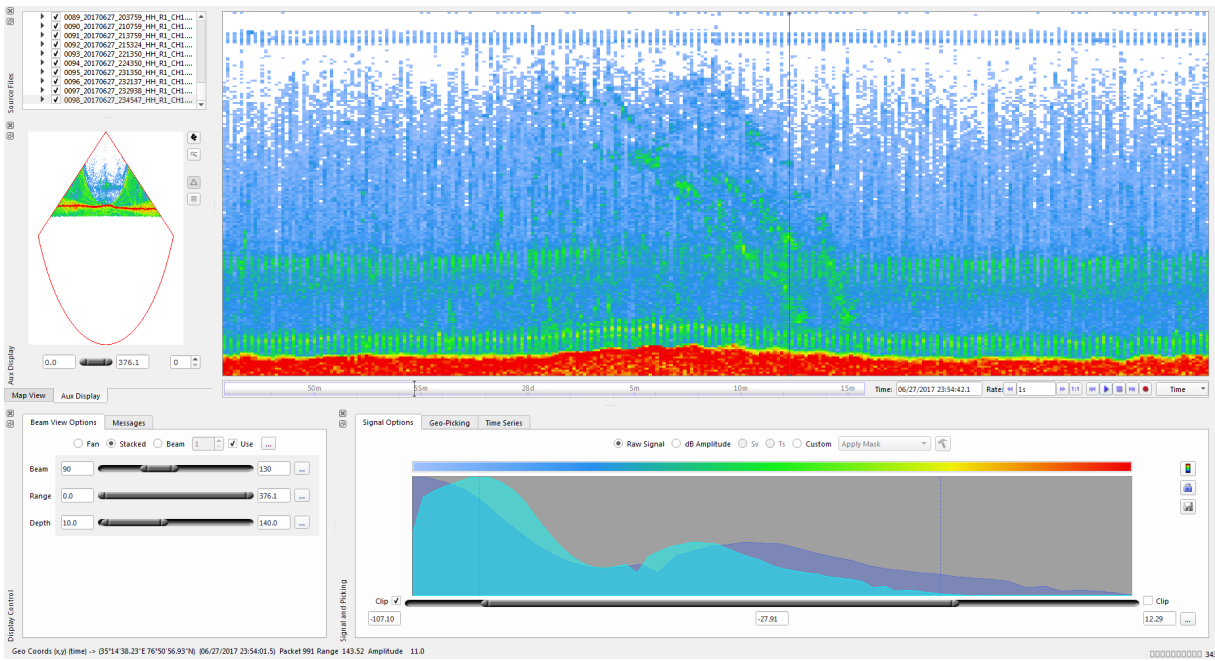 0089_20170627_203759_HH_R1_CH1....
0090_20170627_210759_HH_R1_CH1....
0091_20170627_213759_HH_R1_CH1....
0092_20170627_215324_HH_R1_CH1....
0093_20170627_221350_HH_R1_CH1....
0094_20170627_224350_HH_R1_CH1....
0095_20170627_231350_HH_R1_CH1....
0096_20170627_232137_HH_R1_CH1....
0097_20170627_232938_HH_R1_CH1....
0098_20170627_234547_HH_R1_CH1....
Source Files
Aux Display
0.0 376.1 0
Map View Aux Display
50m 55m 28d 5m 10m 15m
Time: 06/27/2017 23:54:42.1 Rate: 1s 1:1 Time
Beam View Options Messages
Fan Stacked Beam 1 Use ...
Beam 90 130 ...
Range 0.0 376.1 ...
Depth 10.0 140.0 ...
Display Control
Signal Options Geo-Picking Time Series
Raw Signal dB Amplitude Sv Ts Custom Apply Mask
Clip Clip
-107.10 -27.91 12.29 ...
Signal and Picking
Geo Coords (x,y) (time) -> (35°14'38.23"E 76°50'56.93"N) (06/27/2017 23:54:01.5) Packet 991 Range 143.52 Amplitude 11.0